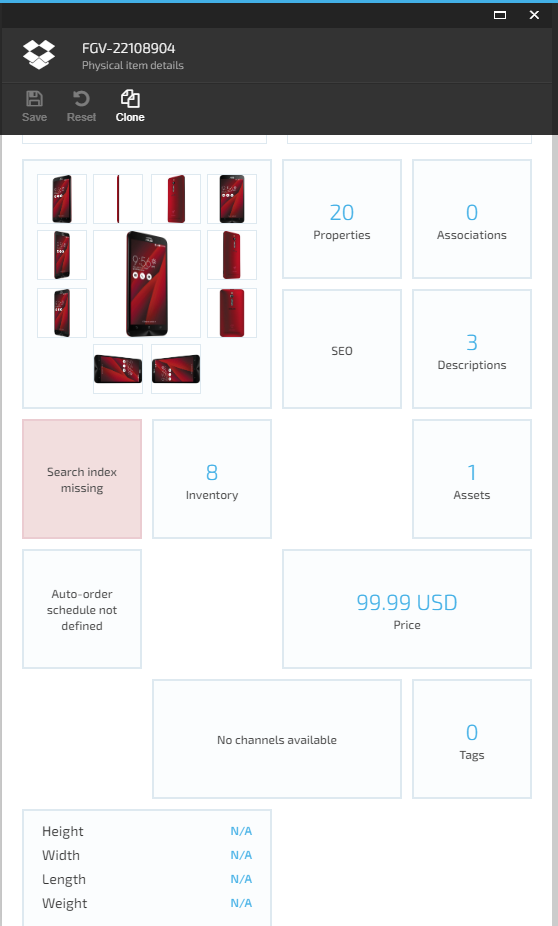 FGV-22108904
Physical item details
Save
Reset
Clone
20
Properties
0
Associations
9:56
SEO
3
Descriptions
Search index
missing
8
Inventory
1
Assets
Auto-order
schedule not
defined
99.99 USD
Price
No channels available
0
Tags
Height N/A
Width N/A
Length N/A
Weight N/A